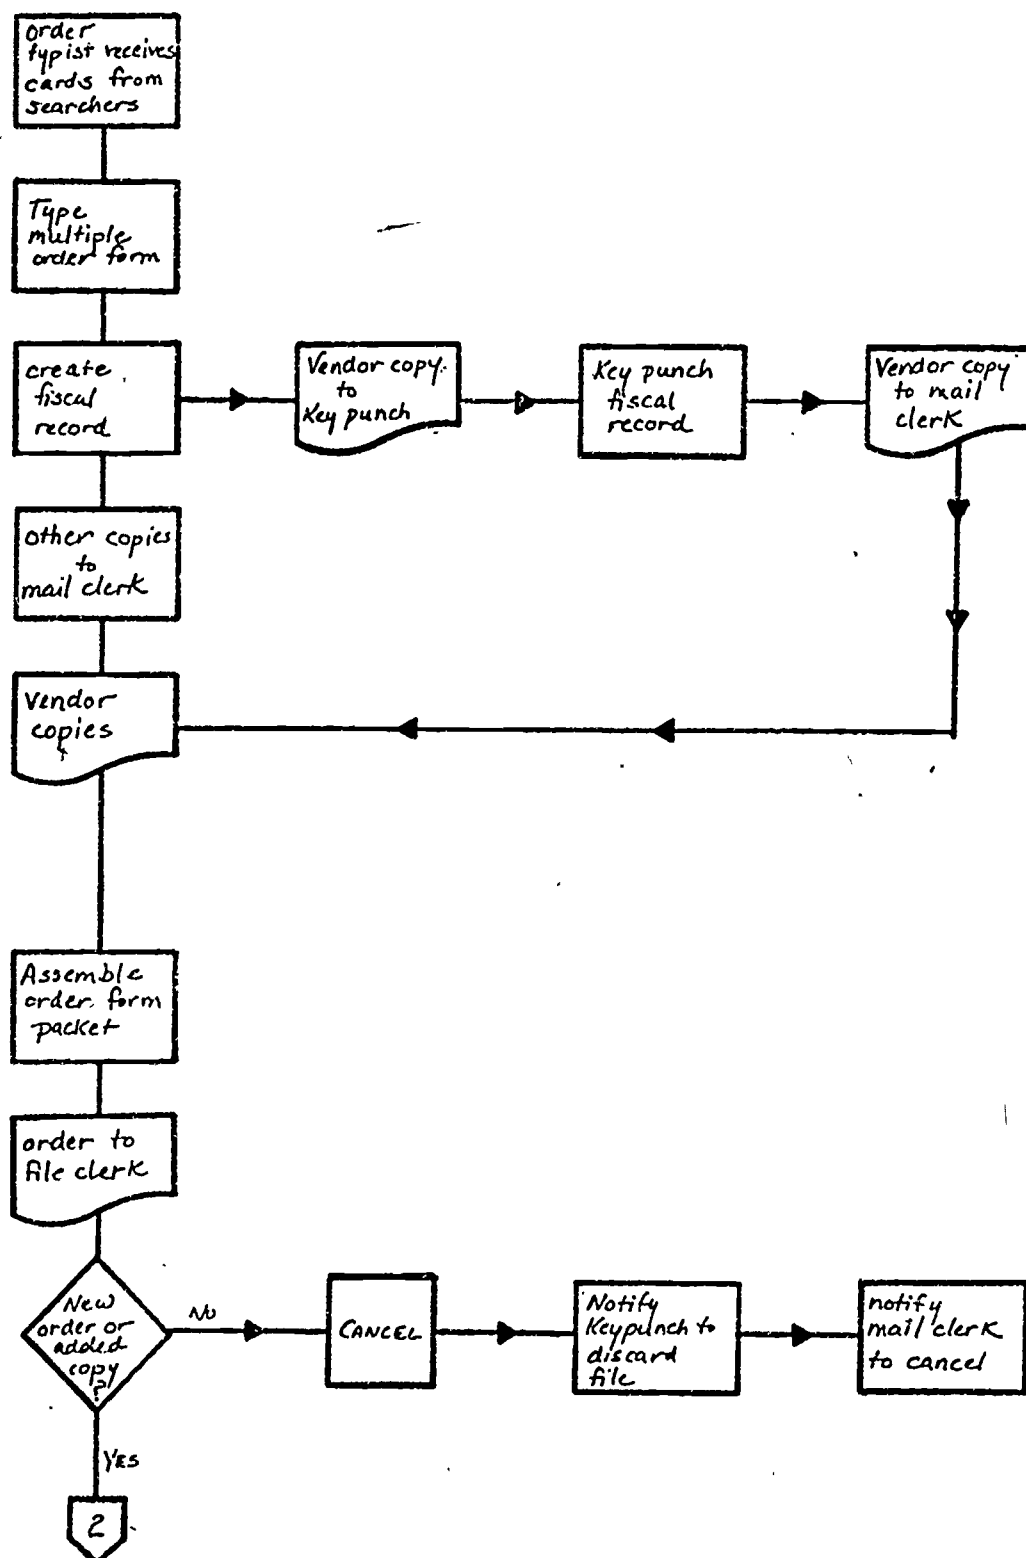 Order
typist receives
cards from
searchers
Type
multiple
order form
create
fiscal
record
Vendor copy
to
Key punch
Key punch
fiscal
record
Vendor copy
to mail
clerk
other copies
to
mail clerk
Vendor
copies
Assemble
order form
packet
order to
file clerk
New
order or
added
copy
?
No
CANCEL
Notify
Keypunch to
discard
file
notify
mail clerk
to cancel
YES
2